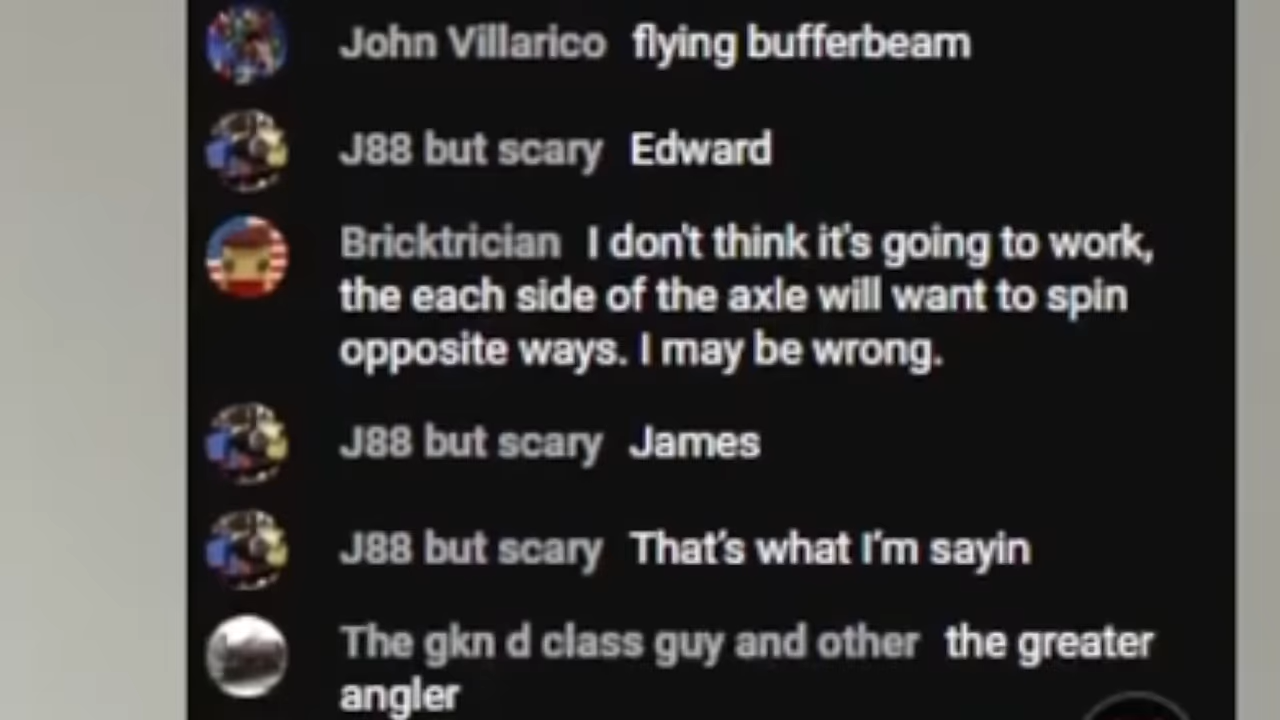 John Villarico flying bufferbeam
J88 but scary Edward
Bricktrician I don't think it's going to work,
the each side of the axle will want to spin
opposite ways. I may be wrong.
J88 but scary James
J88 but scary That's what I'm sayin
The gkn d class guy and other the greater
angler